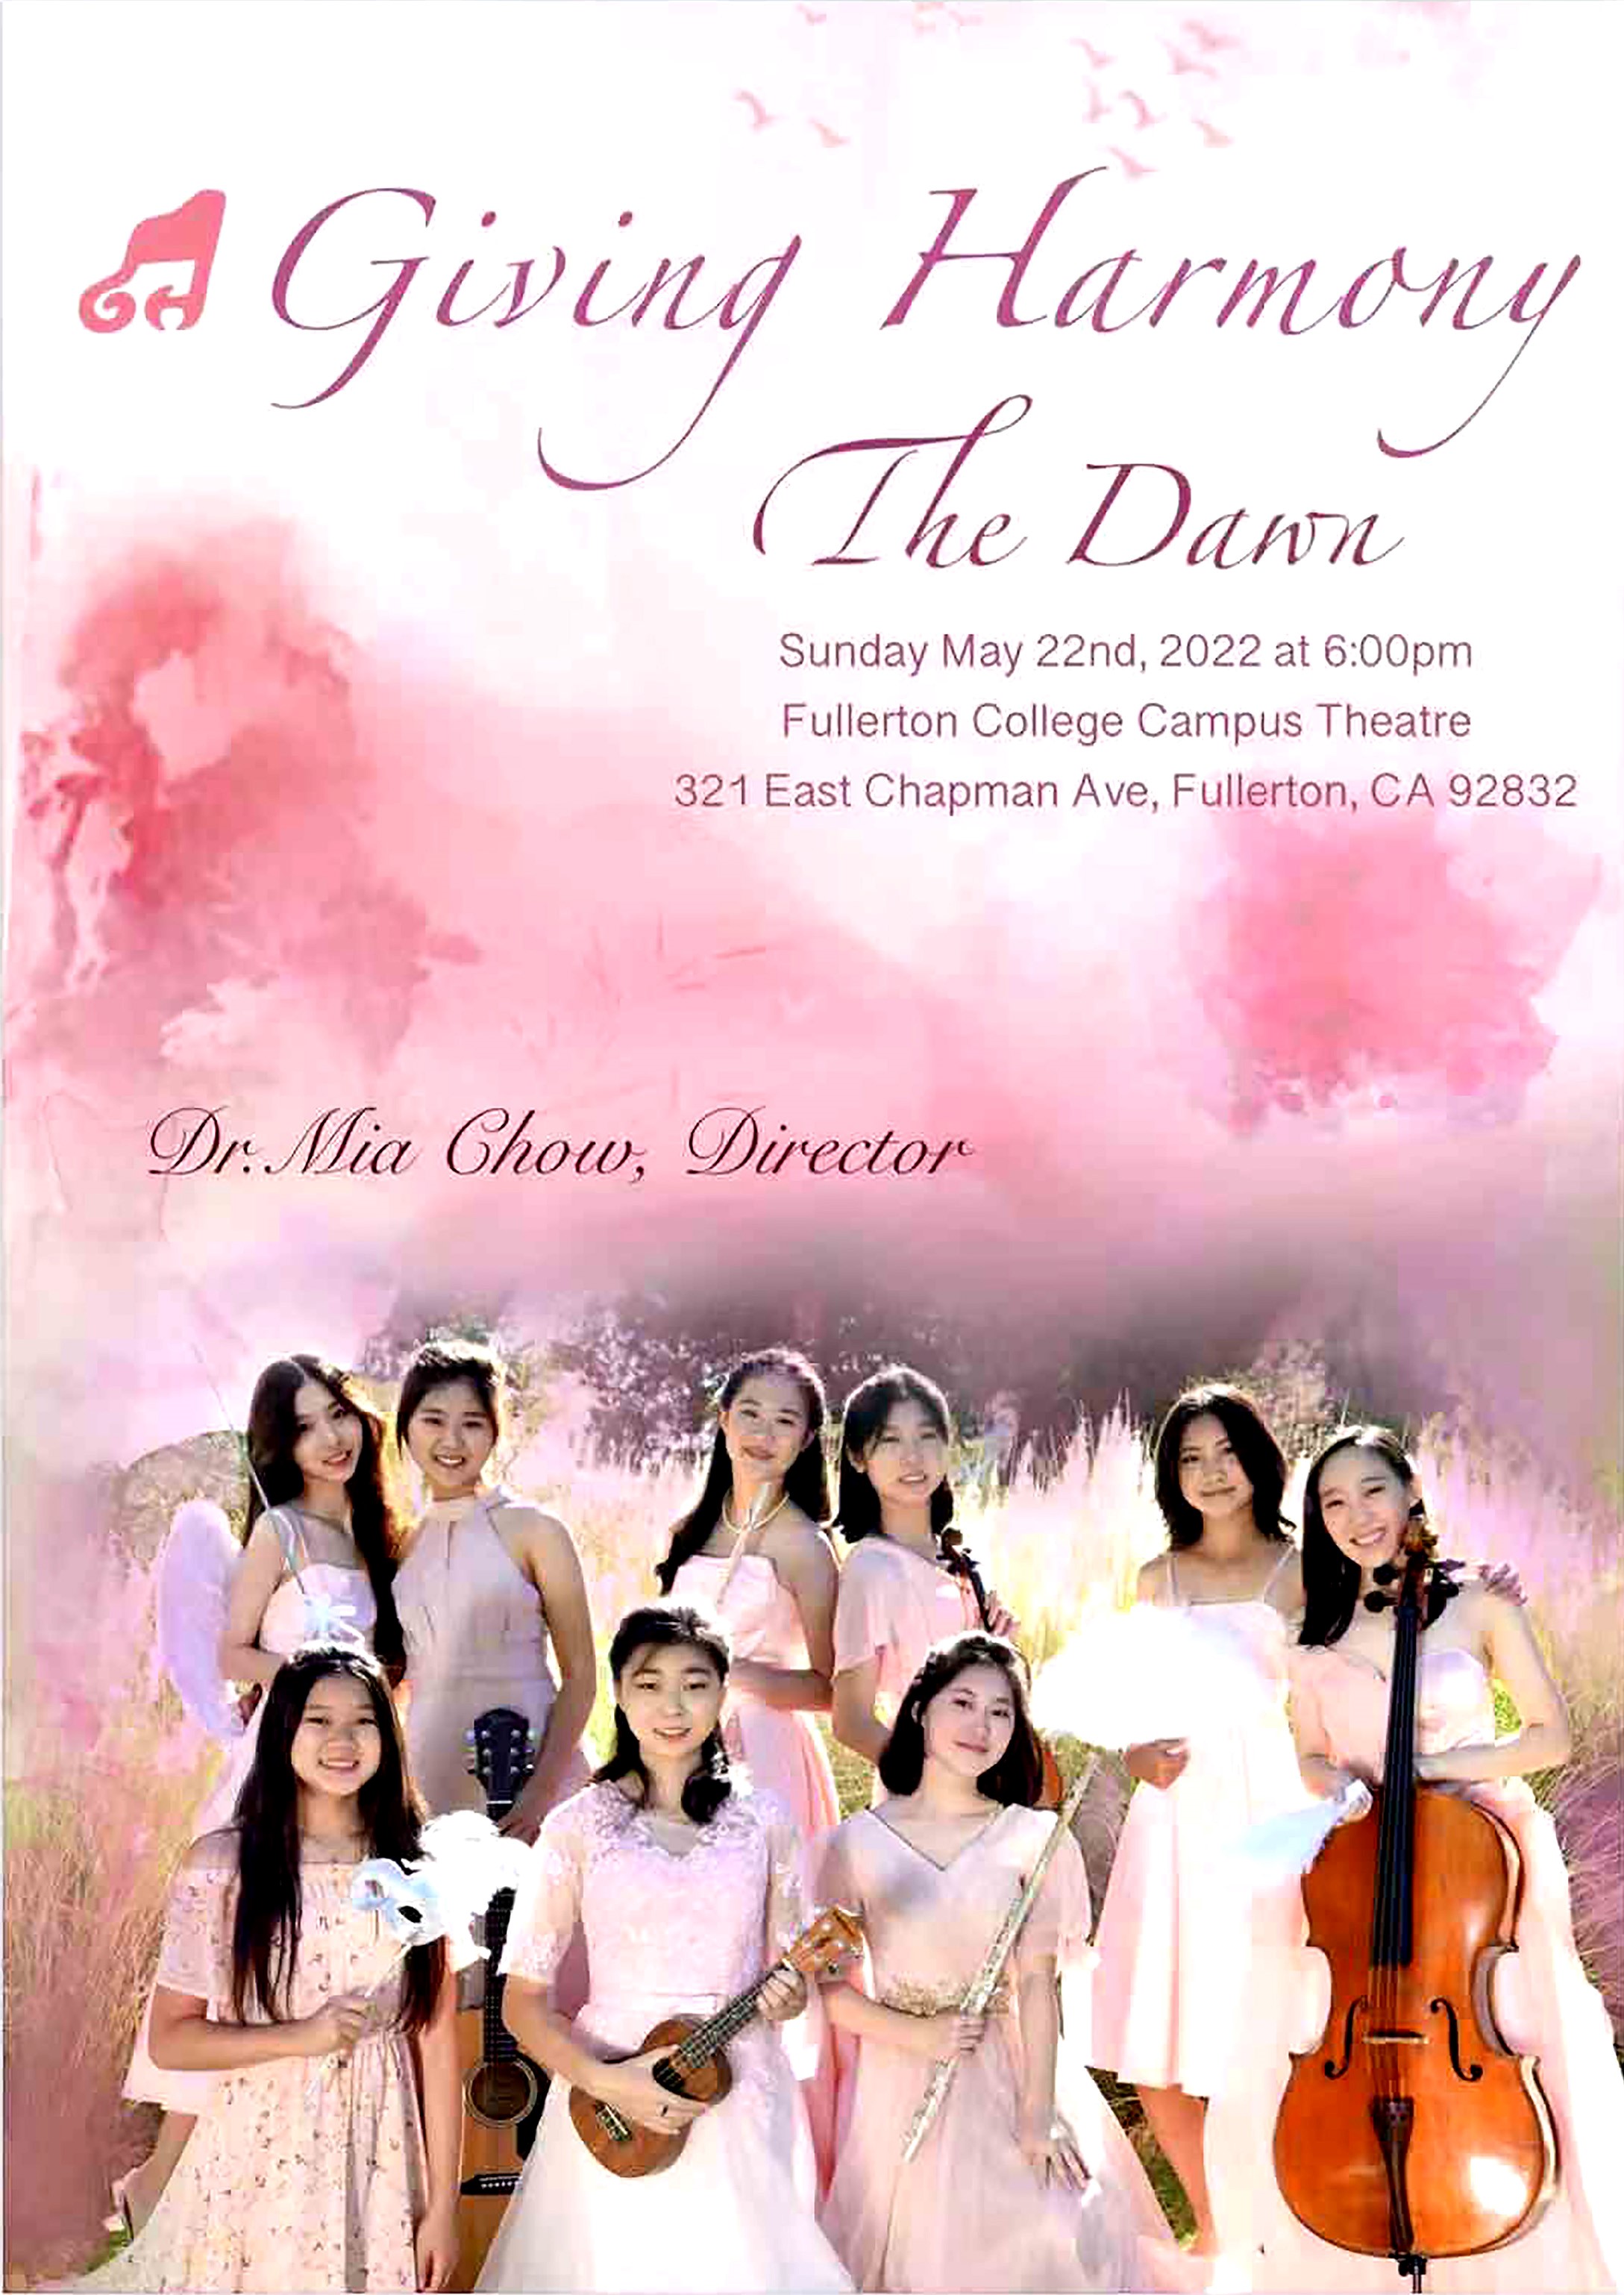 Giving Harmony
The Dawn
Sunday May 22nd, 2022 at 6:00pm
Fullerton College Campus Theatre
321 East Chapman Ave, Fullerton, CA 92832
Dr. Mia Chow, Director